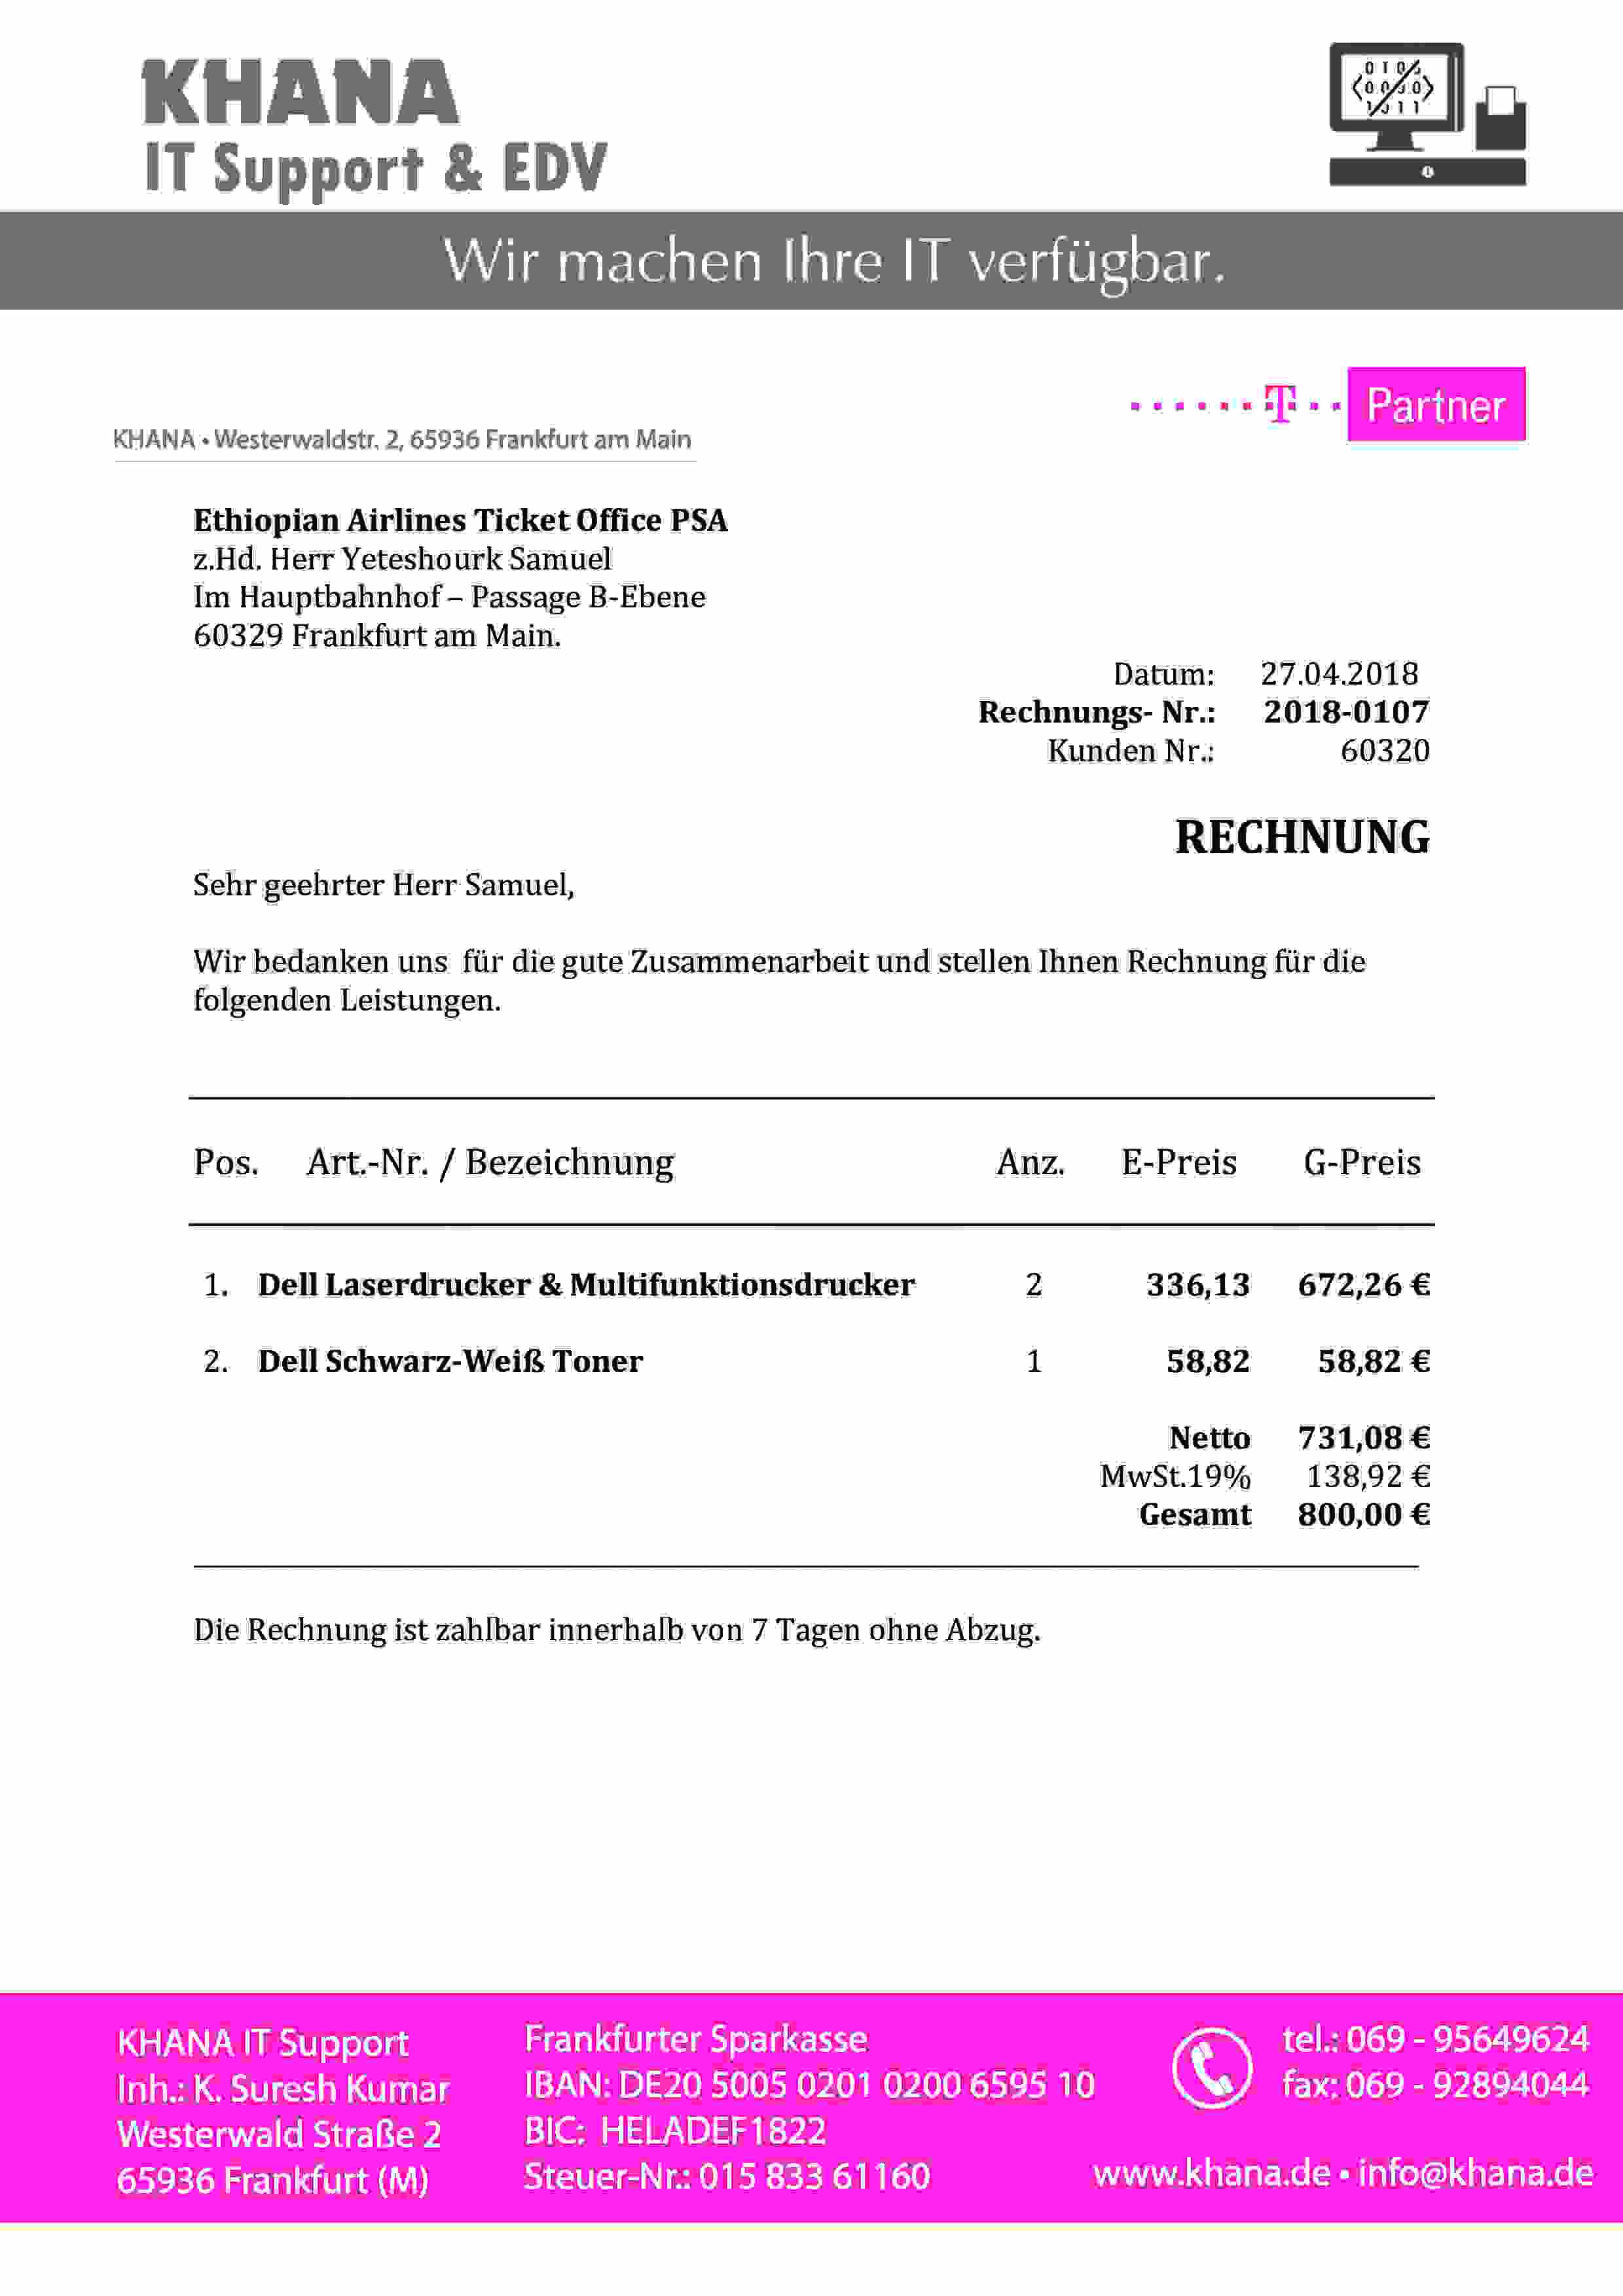 KHANA
IT Support & EDV
Wir machen Ihre IT verfügbar.
T Partner
KHANA • Westerwaldstr. 2, 65936 Frankfurt am Main
Ethiopian Airlines Ticket Office PSA
z.Hd. Herr Yeteshourk Samuel
Im Hauptbahnhof – Passage B-Ebene
60329 Frankfurt am Main.
Datum: 27.04.2018
Rechnungs- Nr.: 2018-0107
Kunden Nr.: 60320
RECHNUNG
Sehr geehrter Herr Samuel,
Wir bedanken uns für die gute Zusammenarbeit und stellen Ihnen Rechnung für die
folgenden Leistungen.
Pos. Art.-Nr. / Bezeichnung Anz. E-Preis G-Preis
1. Dell Laserdrucker & Multifunktionsdrucker 2 336,13 672,26 €
2. Dell Schwarz-Weiß Toner 1 58,82 58,82 €
Netto 731,08 €
MwSt.19% 138,92 €
Gesamt 800,00 €
Die Rechnung ist zahlbar innerhalb von 7 Tagen ohne Abzug.
KHANA IT Support
Inh.: K. Suresh Kumar
Westerwald Straße 2
65936 Frankfurt (M)
Frankfurter Sparkasse
IBAN: DE20 5005 0201 0200 6595 10
BIC: HELADEF1822
Steuer-Nr.: 015 833 61160
tel.: 069 - 95649624
fax: 069 - 92894044
www.khana.de • info@khana.de